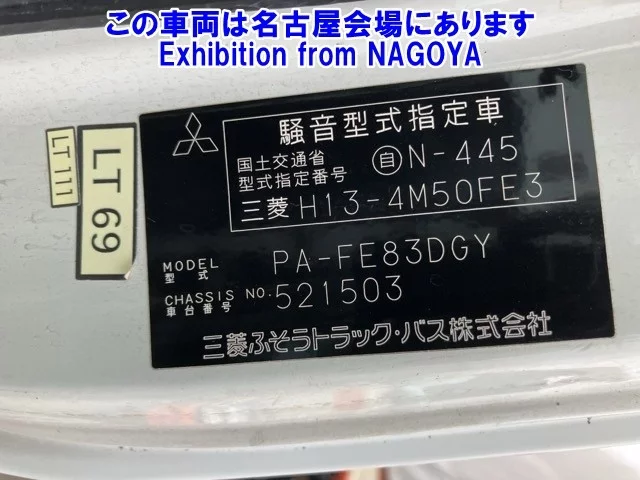 この車両は名古屋会場にあります
Exhibition from NAGOYA
LT 111
LT 69
騒音型式指定車
国土交通省
型式指定番号
自 N-445
三菱 H13-4M50FE3
MODEL
型式
PA-FE83DGY
CHASSIS NO.
車台番号
521503
三菱ふそうトラック・バス株式会社